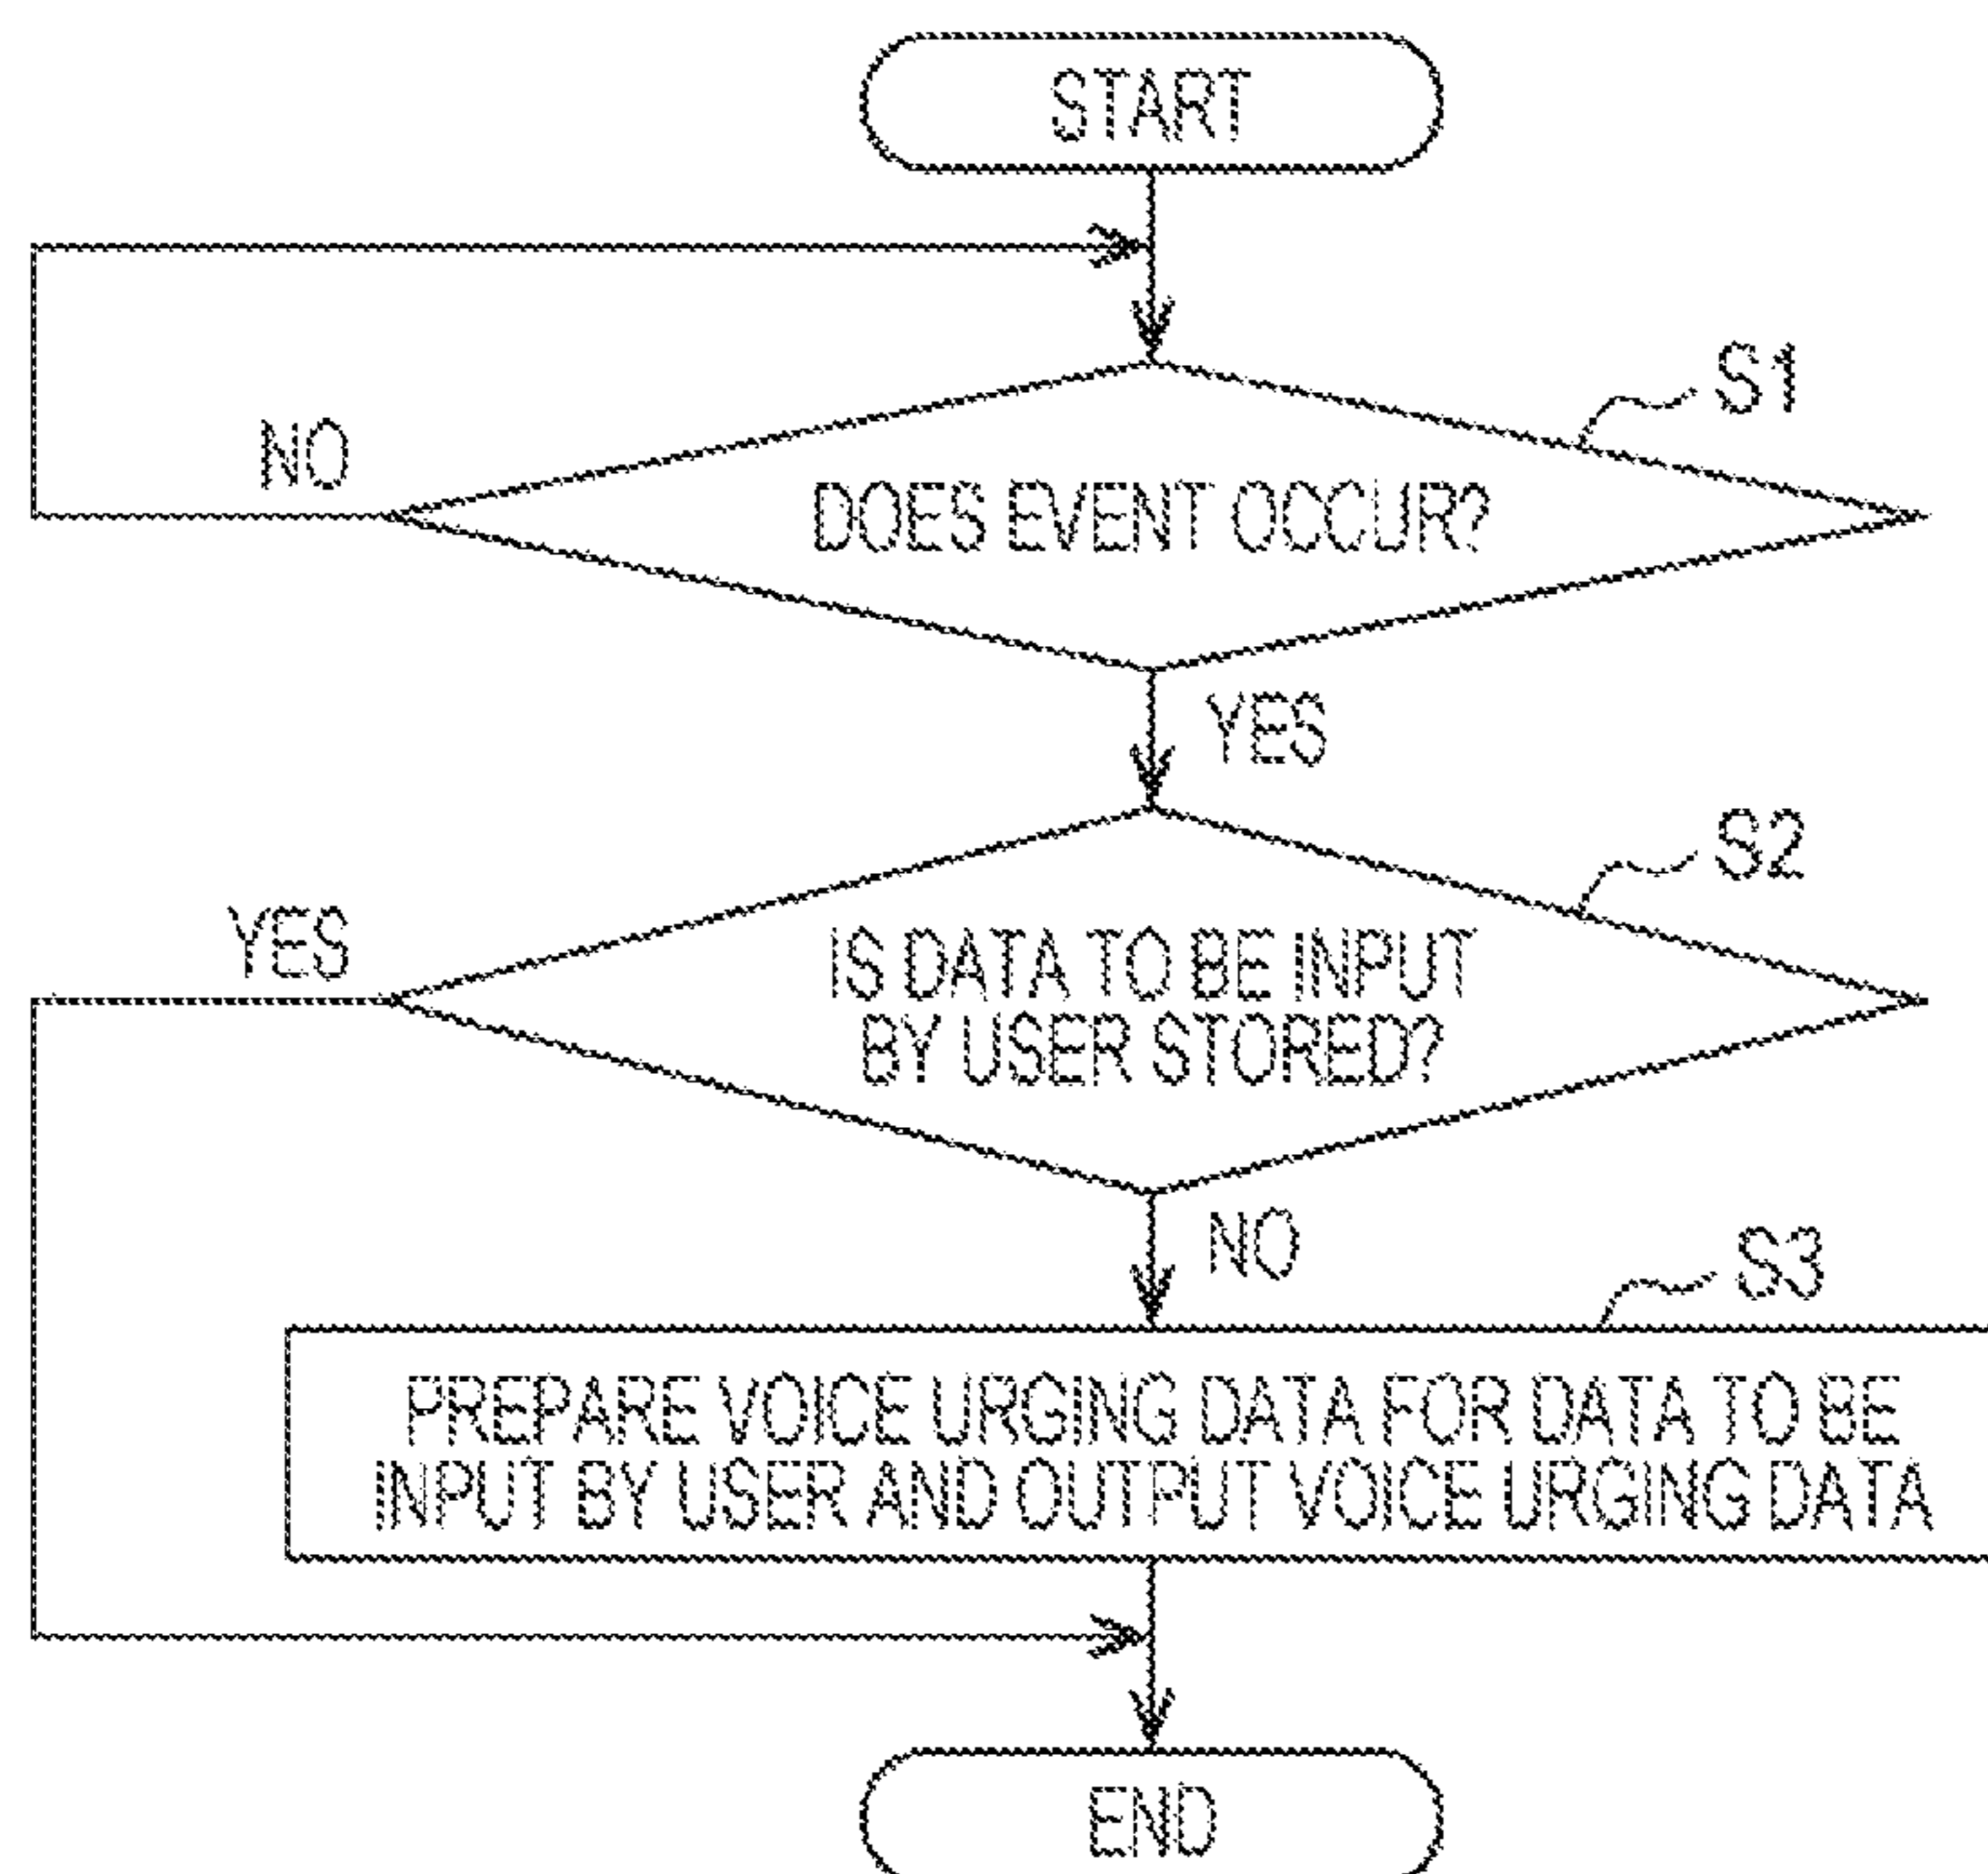 START
S1
NO
DOES EVENT OCCUR?
YES
S2
YES
IS DATA TO BE INPUT
BY USER STORED?
NO
S3
PREPARE VOICE URGING DATA FOR DATA TO BE
INPUT BY USER AND OUTPUT VOICE URGING DATA
END